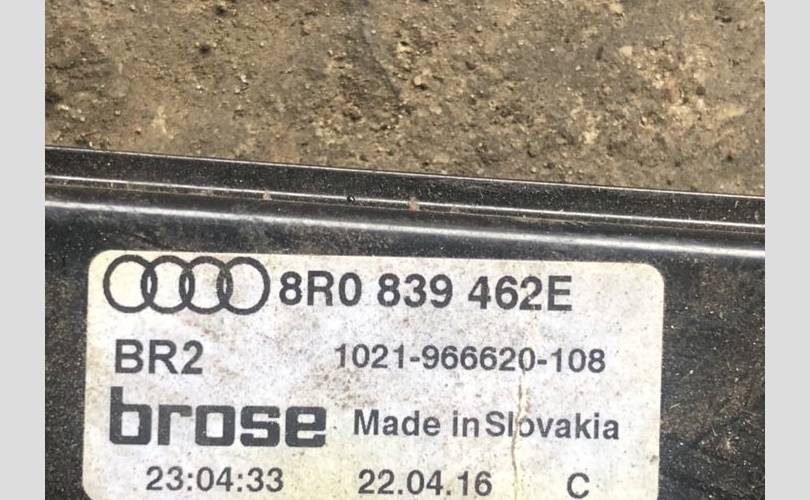 8R0 839 462E
BR2 1021-966620-108
brose Made in Slovakia
23:04:33 22.04.16 C